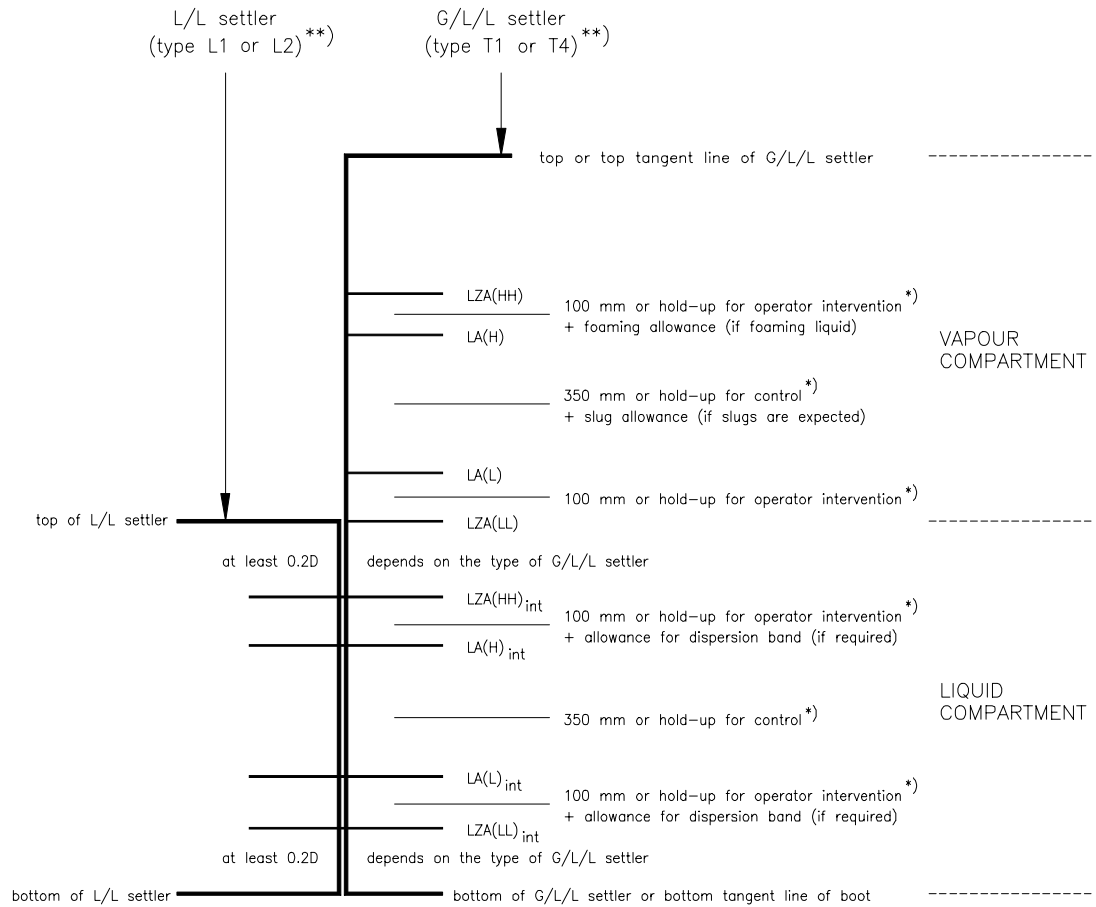 L/L settler
(type L1 or L2)**)
G/L/L settler
(type T1 or T4)**)
top or top tangent line of G/L/L settler
LZA(HH)
100 mm or hold-up for operator intervention*)
+ foaming allowance (if foaming liquid)
LA(H)
VAPOUR
COMPARTMENT
350 mm or hold-up for control*)
+ slug allowance (if slugs are expected)
LA(L)
100 mm or hold-up for operator intervention*)
top of L/L settler
LZA(LL)
at least 0.2D
depends on the type of G/L/L settler
LZA(HH)int
100 mm or hold-up for operator intervention*)
+ allowance for dispersion band (if required)
LA(H)int
LIQUID
COMPARTMENT
350 mm or hold-up for control*)
LA(L)int
100 mm or hold-up for operator intervention*)
+ allowance for dispersion band (if required)
LZA(LL)int
at least 0.2D
depends on the type of G/L/L settler
bottom of L/L settler
bottom of G/L/L settler or bottom tangent line of boot